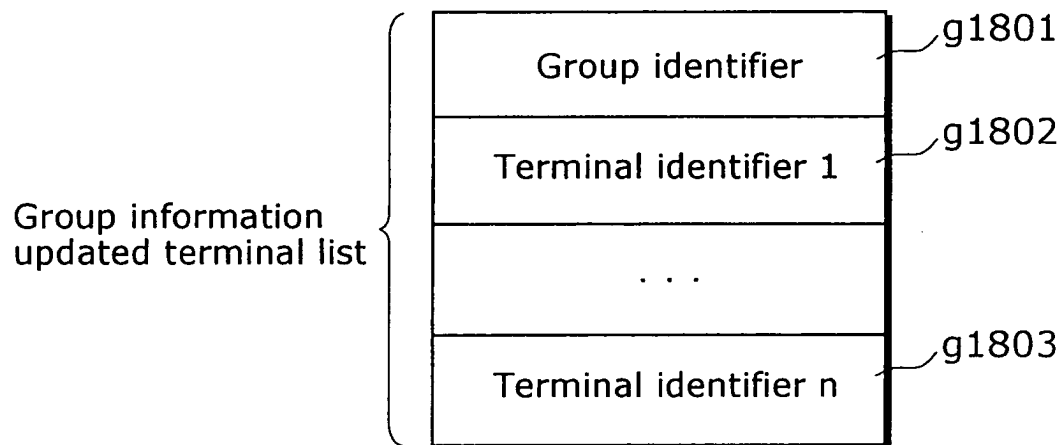 g1801
Group identifier
g1802
Terminal identifier 1
Group information
updated terminal list
. . .
g1803
Terminal identifier n